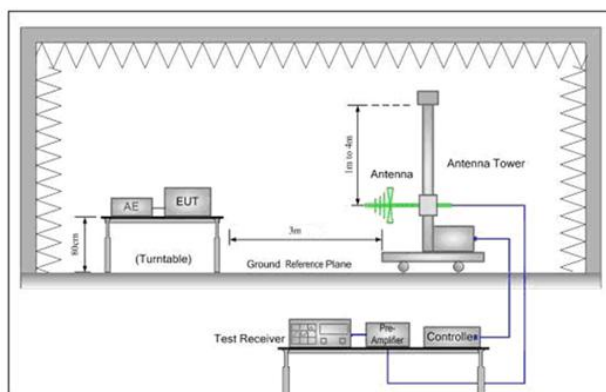 1m to 4m
Antenna
Antenna Tower
AE
EUT
80cm
(Turntable)
3m
Ground Reference Plane
Test Receiver
Pre-
Amplifier
Controller